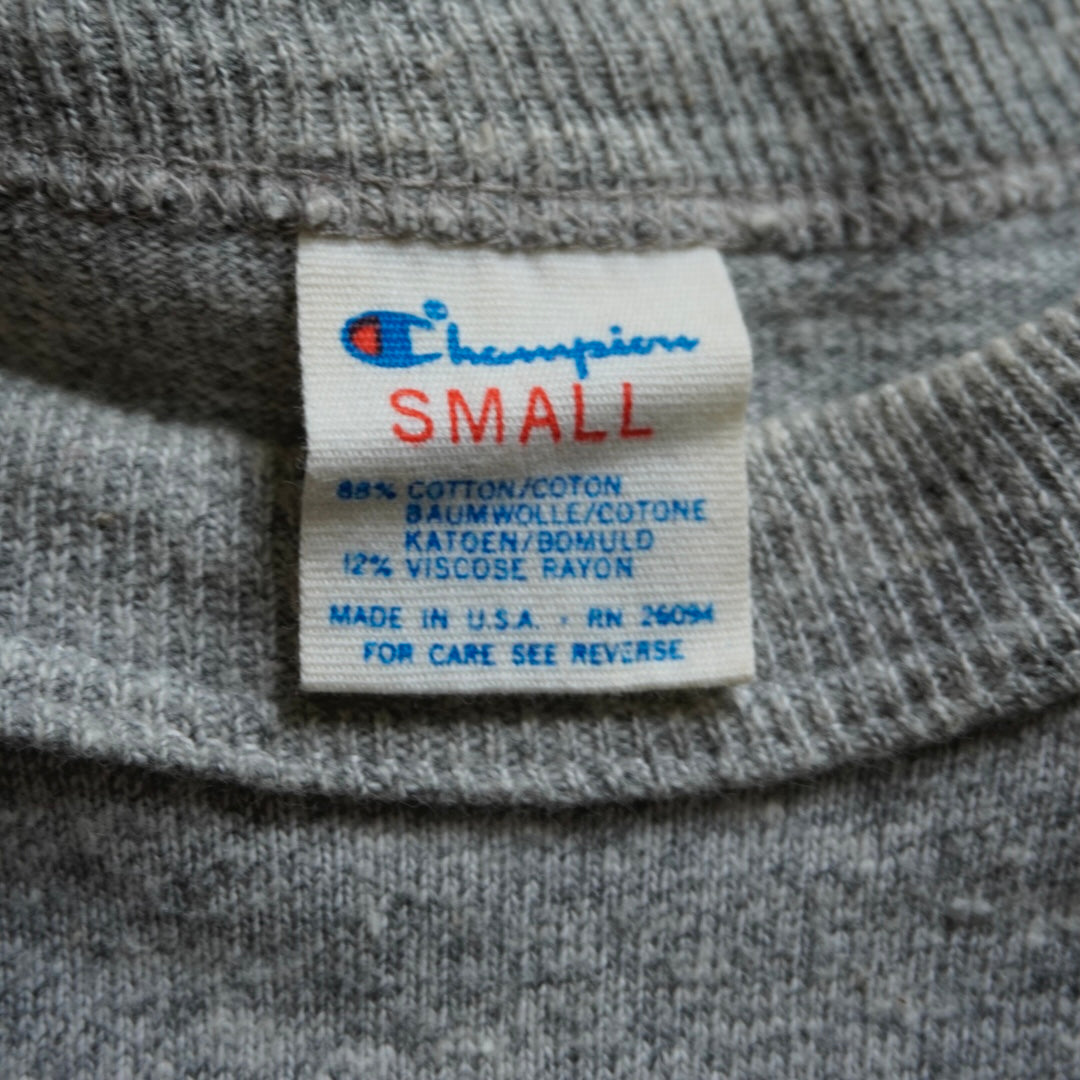 Champion
SMALL
88% COTTON/COTON
BAUMWOLLE/COTONE
KATOEN/BOMULD
12% VISCOSE RAYON
MADE IN U.S.A. · RN 26094
FOR CARE SEE REVERSE